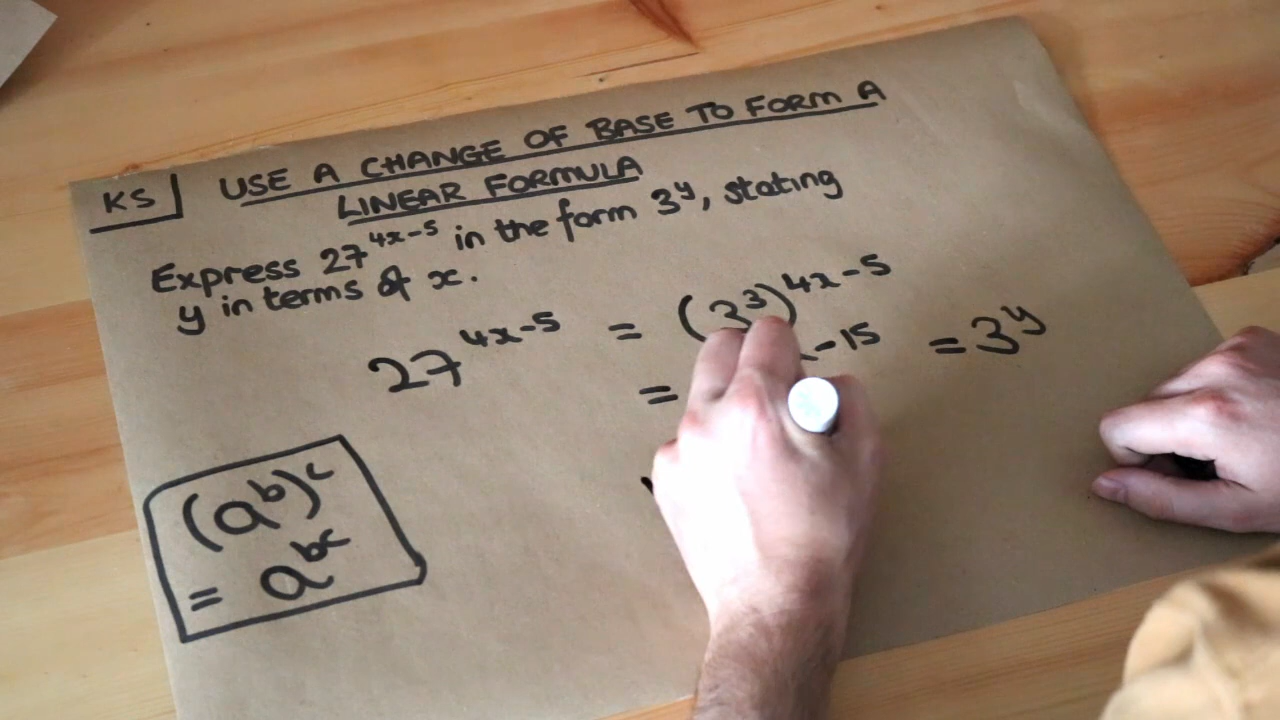 KS USE A CHANGE OF BASE TO FORM A
LINEAR FORMULA
Express 27^{4x-5} in the form 3^y, stating
y in terms of x.
27^{4x-5} = (3^3)^{4x-5}
= -15 = 3^y
(a^b)^c
= a^{bc}